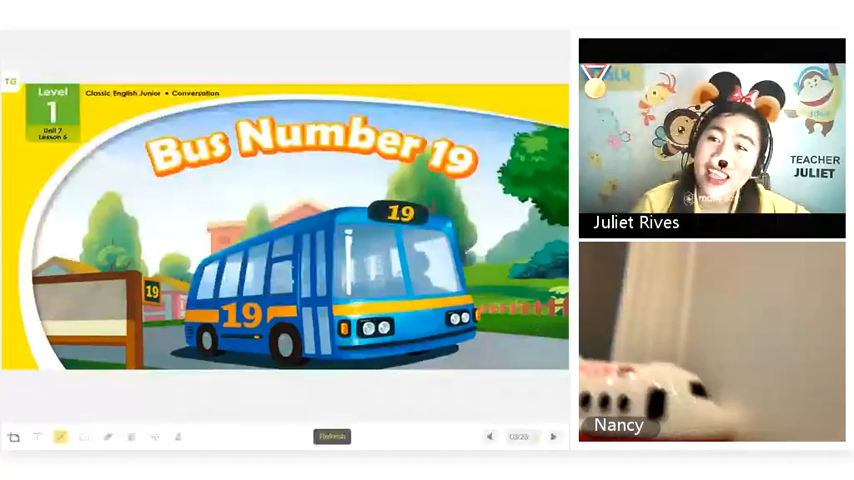 TG
Level
1
Unit 7
Lesson 6
Classic English Junior • Conversation
Bus Number 19
19
19
19
TEACHER
JULIET
Juliet Rives
Nancy
Refresh